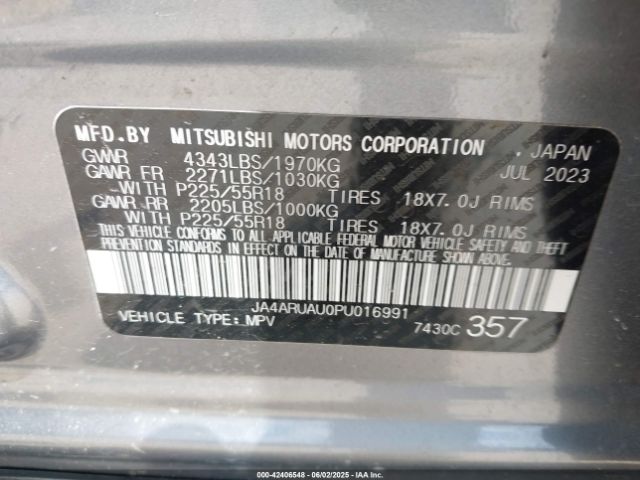 MFD.BY MITSUBISHI MOTORS CORPORATION , JAPAN
GVWR 4343LBS/1970KG JUL 2023
GAWR FR 2271LBS/1030KG
WITH P225/55R18 TIRES 18X7.0J RIMS
GAWR RR 2205LBS/1000KG
WITH P225/55R18 TIRES 18X7.0J RIMS
THIS VEHICLE CONFORMS TO ALL APPLICABLE FEDERAL MOTOR VEHICLE SAFETY AND THEFT
PREVENTION STANDARDS IN EFFECT ON THE DATE OF MANUFACTURE SHOWN ABOVE.
JA4ARUAU0PU016991
VEHICLE TYPE:MPV 7430C 357
000-42406548 - 06/02/2025 - IAAI.COM